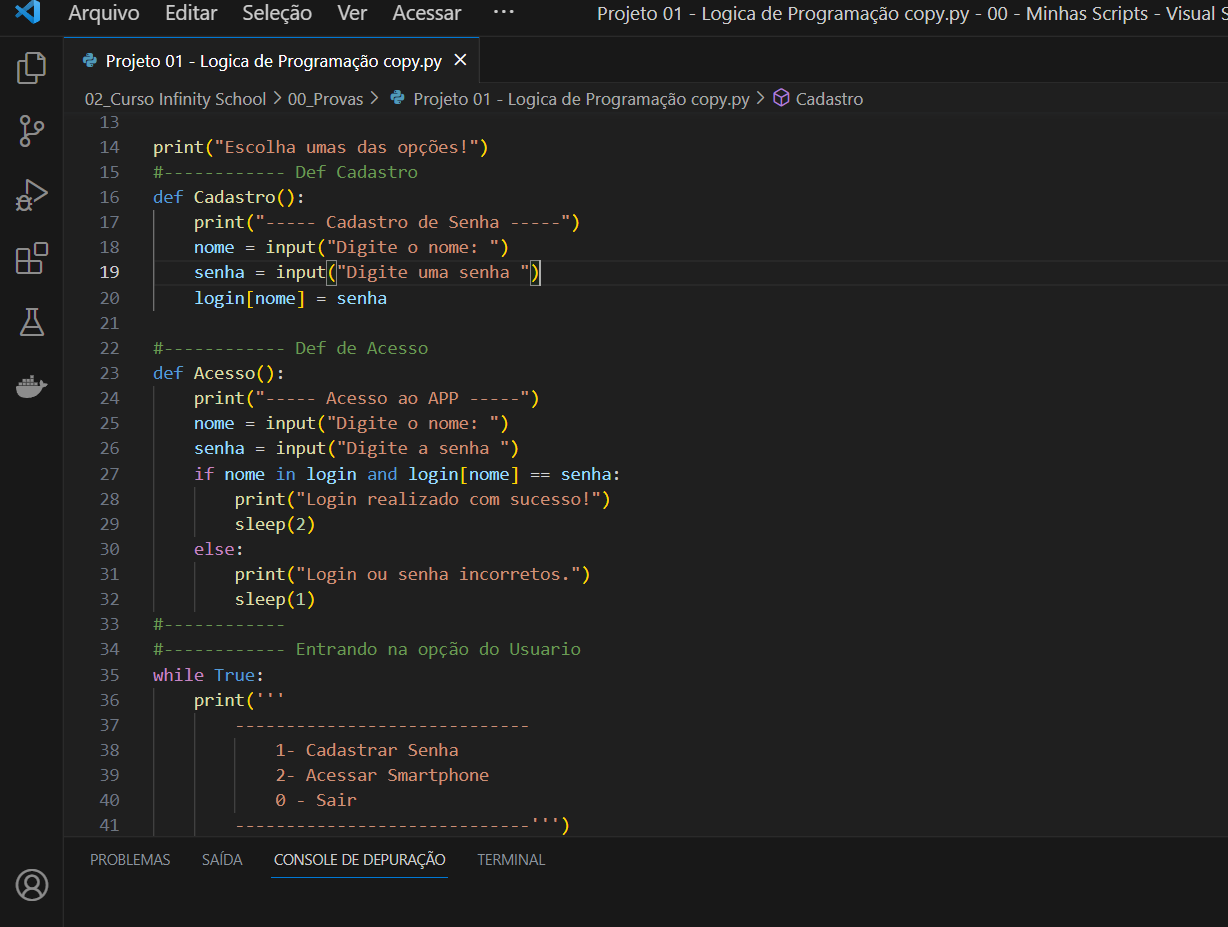 Arquivo Editar Seleção Ver Acessar ··· Projeto 01 - Logica de Programação copy.py - 00 - Minhas Scripts - Visual S
Projeto 01 - Logica de Programação copy.py ×
02_Curso Infinity School > 00_Provas > Projeto 01 - Logica de Programação copy.py > Cadastro
13
14 print("Escolha umas das opções!")
15 #------------ Def Cadastro
16 def Cadastro():
17     print("----- Cadastro de Senha -----")
18     nome = input("Digite o nome: ")
19     senha = input("Digite uma senha ")
20     login[nome] = senha
21
22 #------------ Def de Acesso
23 def Acesso():
24     print("----- Acesso ao APP -----")
25     nome = input("Digite o nome: ")
26     senha = input("Digite a senha ")
27     if nome in login and login[nome] == senha:
28         print("Login realizado com sucesso!")
29         sleep(2)
30     else:
31         print("Login ou senha incorretos.")
32         sleep(1)
33 #------------
34 #------------ Entrando na opção do Usuario
35 while True:
36     print('''
37         -----------------------------
38             1- Cadastrar Senha
39             2- Acessar Smartphone
40             0 - Sair
41         -----------------------------''')
PROBLEMAS SAÍDA CONSOLE DE DEPURAÇÃO TERMINAL